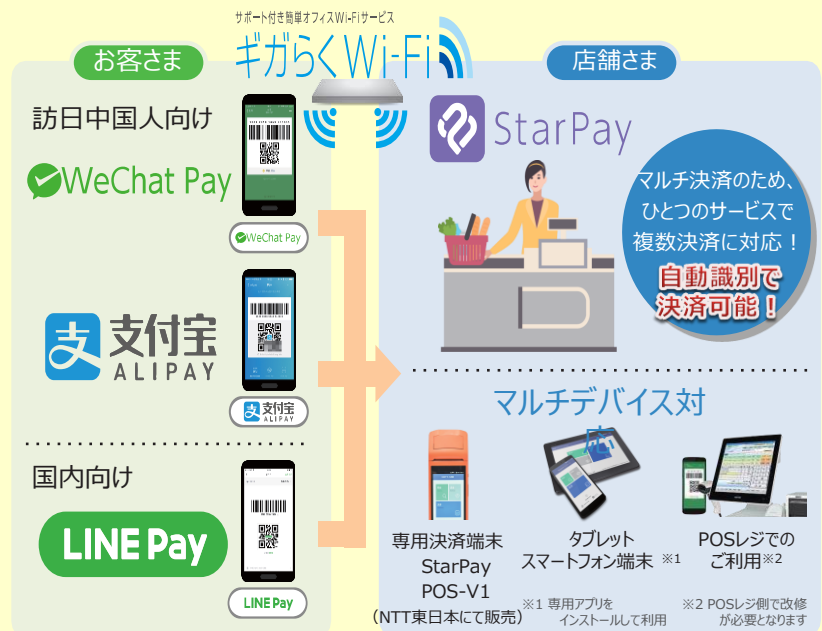 サポート付き簡単オフィスWi-Fiサービス
ギガらくWi-Fi
お客さま
訪日中国人向け
WeChat Pay
WeChat Pay
支付宝
ALIPAY
支付宝
ALIPAY
国内向け
LINE Pay
LINE Pay
店舗さま
StarPay
マルチ決済のため、
ひとつのサービスで
複数決済に対応！
自動識別で
決済可能！
マルチデバイス対
応
専用決済端末
StarPay
POS-V1
（NTT東日本にて販売）
タブレット
スマートフォン端末 ※1
※1 専用アプリを
インストールして利用
POSレジでの
ご利用※2
※2 POSレジ側で改修
が必要となります